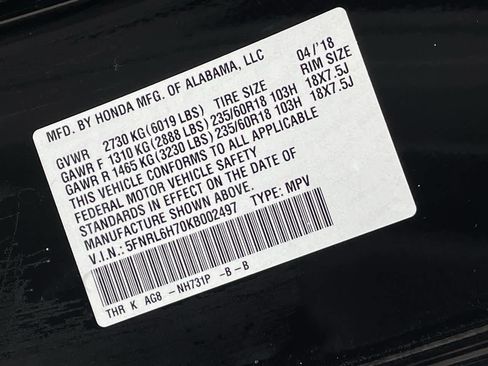 MFD. BY HONDA MFG. OF ALABAMA, LLC 04/'18
GVWR 2730 KG(6019 LBS) TIRE SIZE RIM SIZE
GAWR F 1310 KG(2888 LBS) 235/60R18 103H 18X7.5J
GAWR R 1465 KG(3230 LBS) 235/60R18 103H 18X7.5J
THIS VEHICLE CONFORMS TO ALL APPLICABLE
FEDERAL MOTOR VEHICLE SAFETY
STANDARDS IN EFFECT ON THE DATE OF
MANUFACTURE SHOWN ABOVE.
V.I.N.: 5FNRL6H70KB002497 TYPE: MPV
THR K AG8 -NH731P -B-B